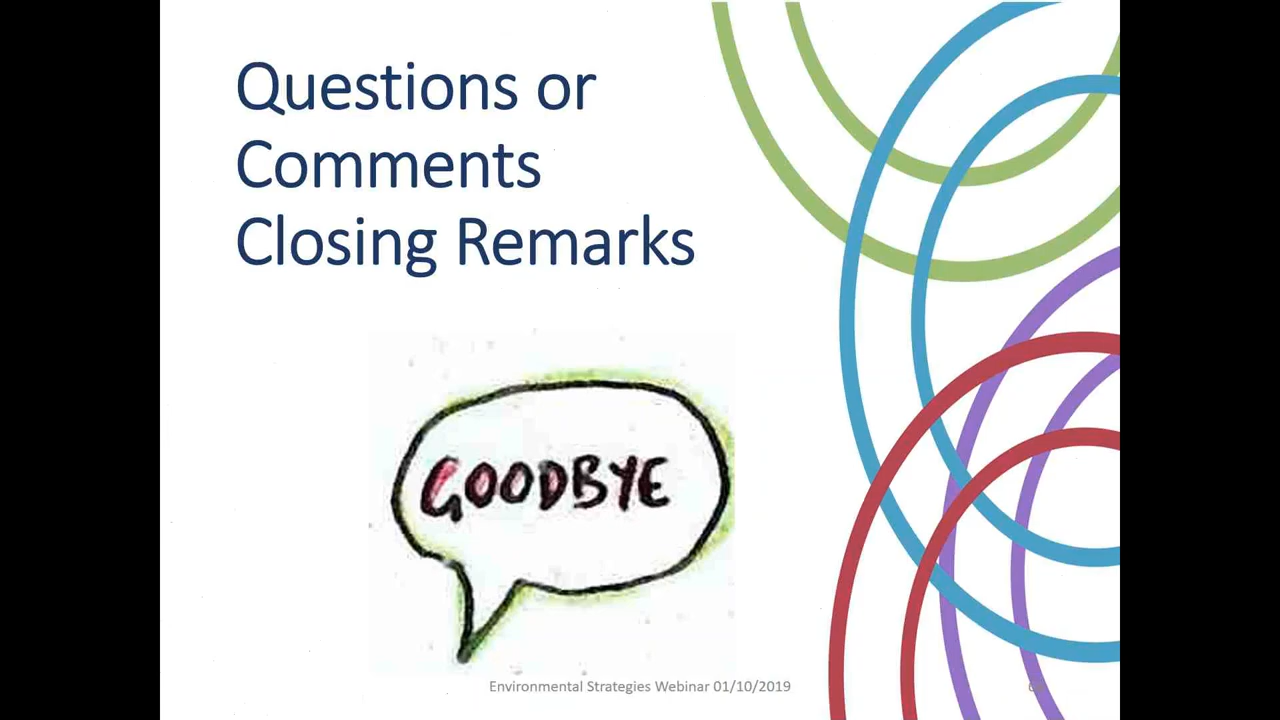 Questions or
Comments
Closing Remarks
GOODBYE
Environmental Strategies Webinar 01/10/2019